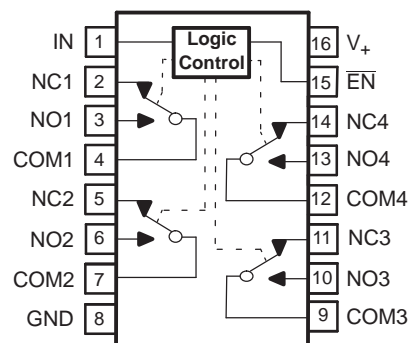 IN 1
NC1 2
NO1 3
COM1 4
NC2 5
NO2 6
COM2 7
GND 8
Logic
Control
16 V+
15 E̅N̅
14 NC4
13 NO4
12 COM4
11 NC3
10 NO3
9 COM3